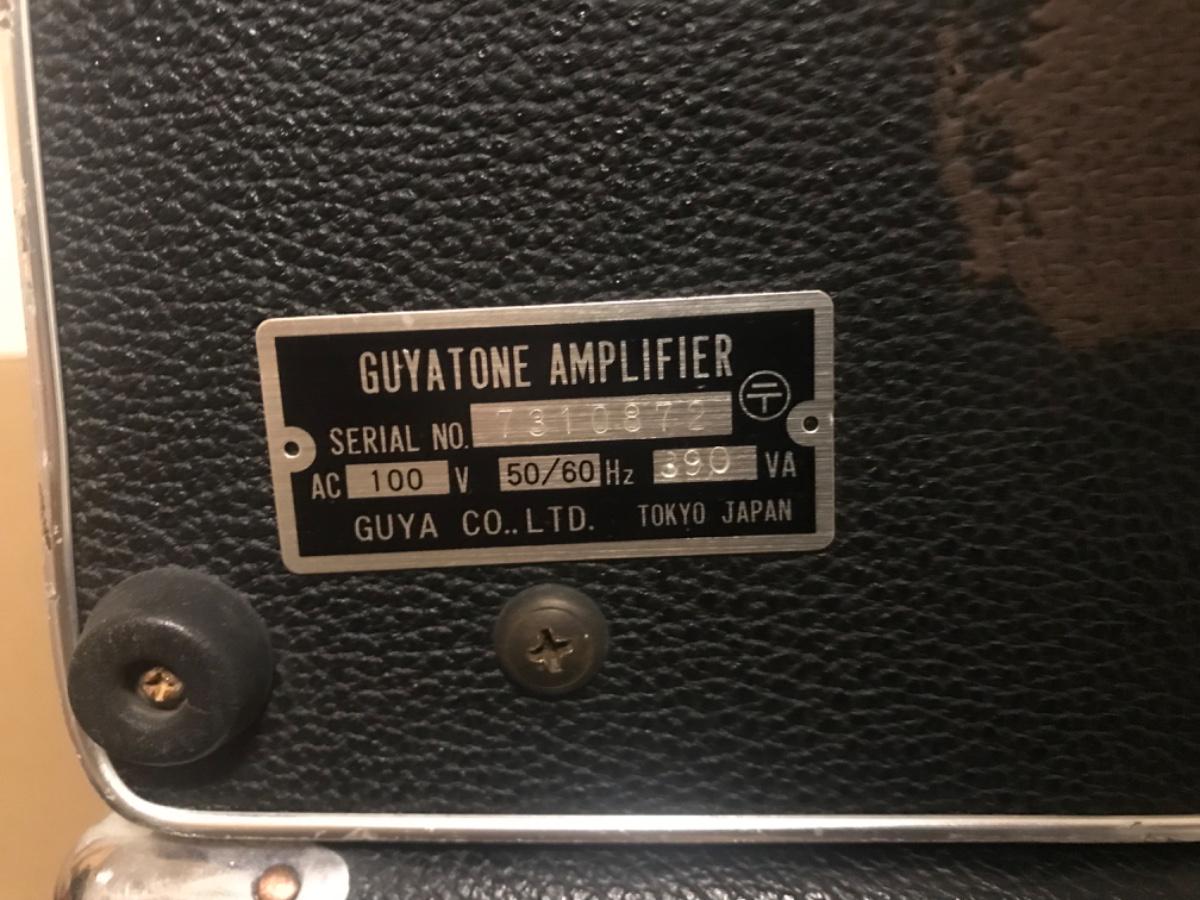 GUYATONE AMPLIFIER
SERIAL NO. 7310872
AC 100 V 50/60 Hz 390 VA
GUYA CO.,LTD. TOKYO JAPAN